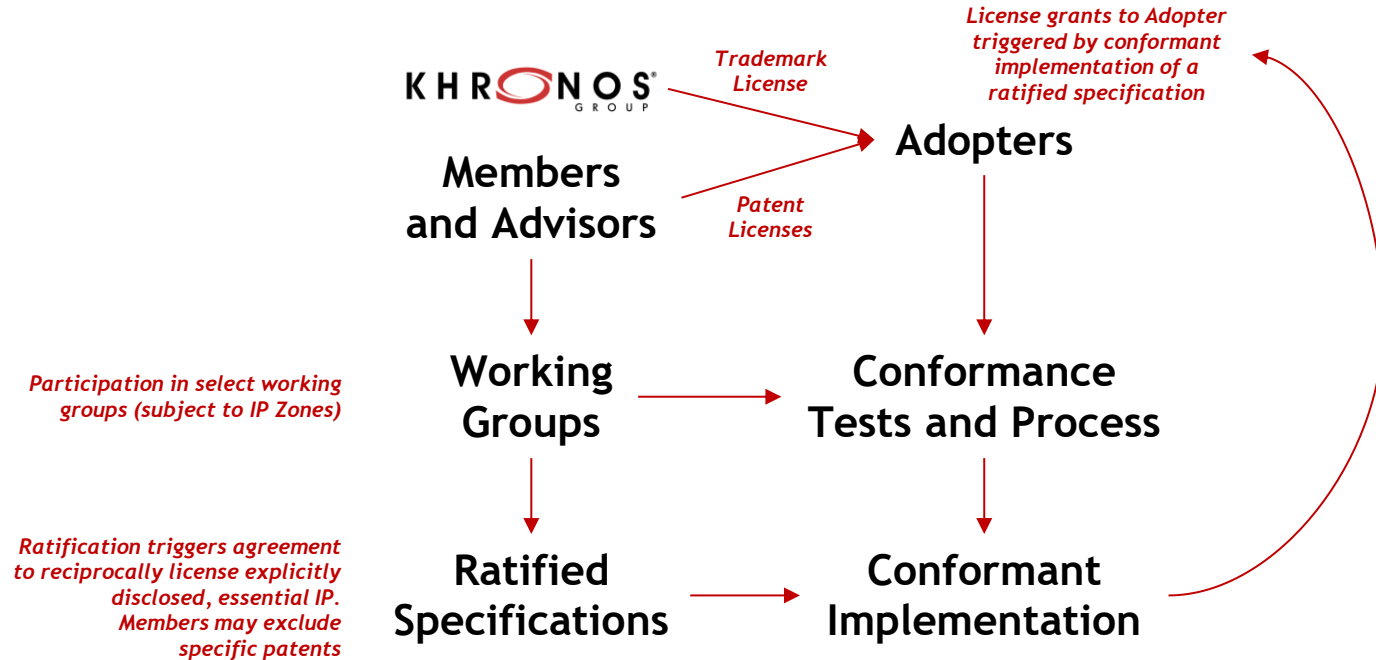 License grants to Adopter
triggered by conformant
implementation of a
ratified specification
KHRONOS®
GROUP
Trademark
License
Adopters
Members
and Advisors
Patent
Licenses
Participation in select working
groups (subject to IP Zones)
Working
Groups
Conformance
Tests and Process
Ratification triggers agreement
to reciprocally license explicitly
disclosed, essential IP.
Members may exclude
specific patents
Ratified
Specifications
Conformant
Implementation